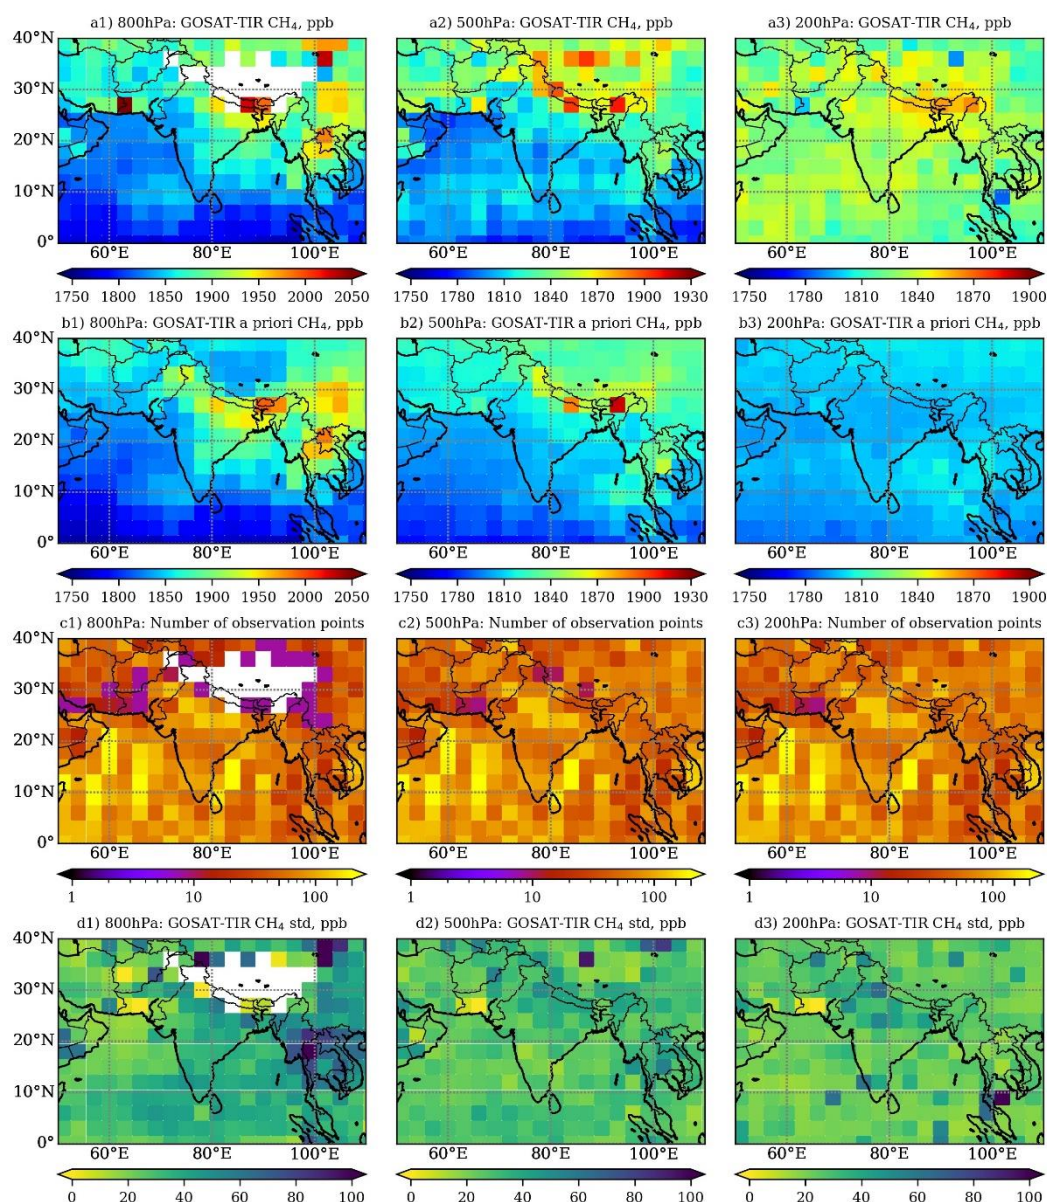 a1) 800hPa: GOSAT-TIR CH₄, ppb
a2) 500hPa: GOSAT-TIR CH₄, ppb
a3) 200hPa: GOSAT-TIR CH₄, ppb
40°N
30°N
20°N
10°N
0°
60°E 80°E 100°E
60°E 80°E 100°E
60°E 80°E 100°E
1750 1800 1850 1900 1950 2000 2050
1750 1780 1810 1840 1870 1900 1930
1750 1780 1810 1840 1870 1900
b1) 800hPa: GOSAT-TIR a priori CH₄, ppb
b2) 500hPa: GOSAT-TIR a priori CH₄, ppb
b3) 200hPa: GOSAT-TIR a priori CH₄, ppb
40°N
30°N
20°N
10°N
0°
60°E 80°E 100°E
60°E 80°E 100°E
60°E 80°E 100°E
1750 1800 1850 1900 1950 2000 2050
1750 1780 1810 1840 1870 1900 1930
1750 1780 1810 1840 1870 1900
c1) 800hPa: Number of observation points
c2) 500hPa: Number of observation points
c3) 200hPa: Number of observation points
40°N
30°N
20°N
10°N
0°
60°E 80°E 100°E
60°E 80°E 100°E
60°E 80°E 100°E
1 10 100
1 10 100
1 10 100
d1) 800hPa: GOSAT-TIR CH₄ std, ppb
d2) 500hPa: GOSAT-TIR CH₄ std, ppb
d3) 200hPa: GOSAT-TIR CH₄ std, ppb
40°N
30°N
20°N
10°N
0°
60°E 80°E 100°E
60°E 80°E 100°E
60°E 80°E 100°E
0 20 40 60 80 100
0 20 40 60 80 100
0 20 40 60 80 100